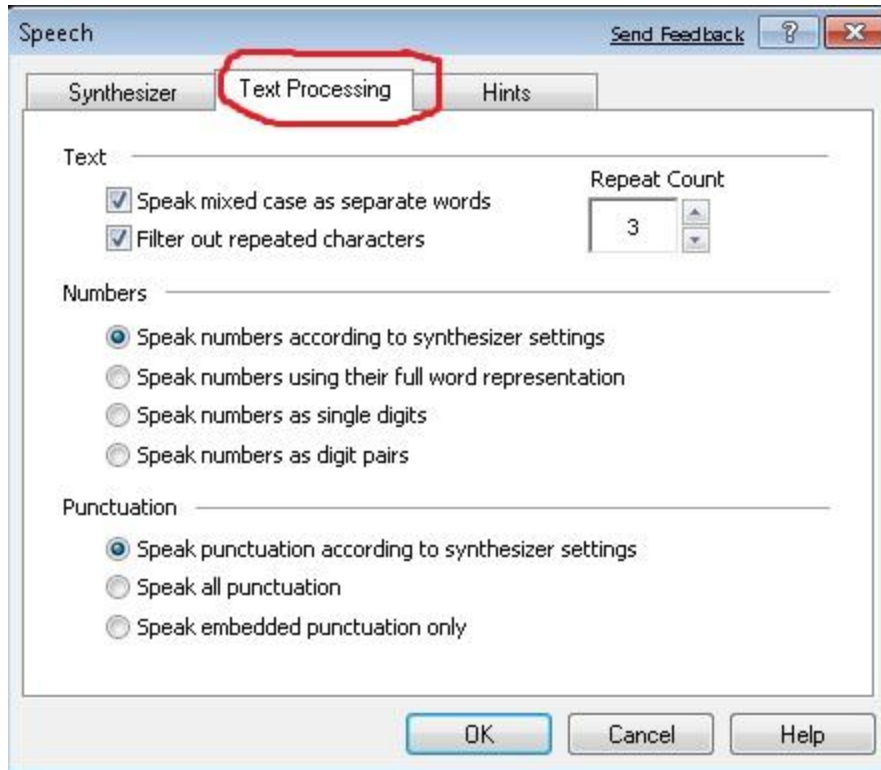 Speech Send Feedback ?
Synthesizer Text Processing Hints
Text
Repeat Count
Speak mixed case as separate words
3
Filter out repeated characters
Numbers
Speak numbers according to synthesizer settings
Speak numbers using their full word representation
Speak numbers as single digits
Speak numbers as digit pairs
Punctuation
Speak punctuation according to synthesizer settings
Speak all punctuation
Speak embedded punctuation only
OK Cancel Help